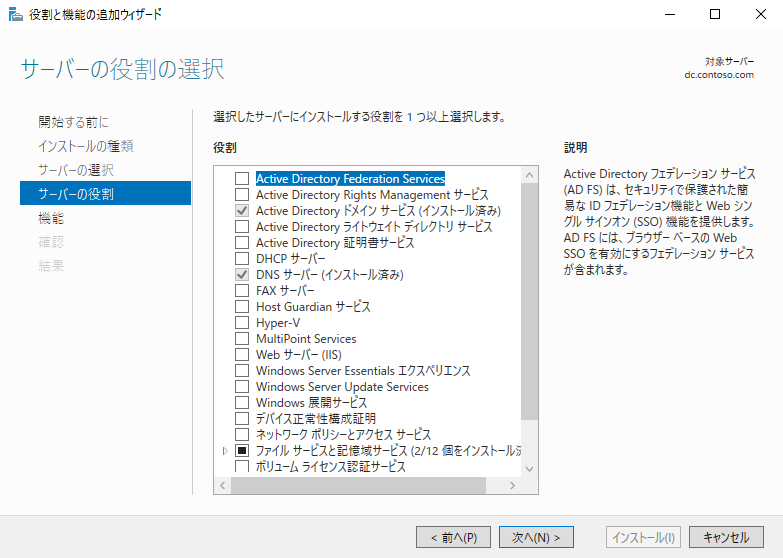 役割と機能の追加ウィザード
サーバーの役割の選択
対象サーバー
dc.contoso.com
開始する前に
インストールの種類
サーバーの選択
サーバーの役割
機能
確認
結果
選択したサーバーにインストールする役割を 1 つ以上選択します。
役割
Active Directory Federation Services
Active Directory Rights Management サービス
Active Directory ドメイン サービス (インストール済み)
Active Directory ライトウェイト ディレクトリ サービス
Active Directory 証明書サービス
DHCP サーバー
DNS サーバー (インストール済み)
FAX サーバー
Host Guardian サービス
Hyper-V
MultiPoint Services
Web サーバー (IIS)
Windows Server Essentials エクスペリエンス
Windows Server Update Services
Windows 展開サービス
デバイス正常性構成証明
ネットワーク ポリシーとアクセス サービス
ファイル サービスと記憶域サービス (2/12 個をインストール済
ボリューム ライセンス認証サービス
説明
Active Directory フェデレーション サービス
(AD FS) は、セキュリティで保護された簡
易な ID フェデレーション機能と Web シン
グル サインオン (SSO) 機能を提供します。
AD FS には、ブラウザー ベースの Web
SSO を有効にするフェデレーション サービス
が含まれます。
< 前へ(P)
次へ(N) >
インストール(I)
キャンセル